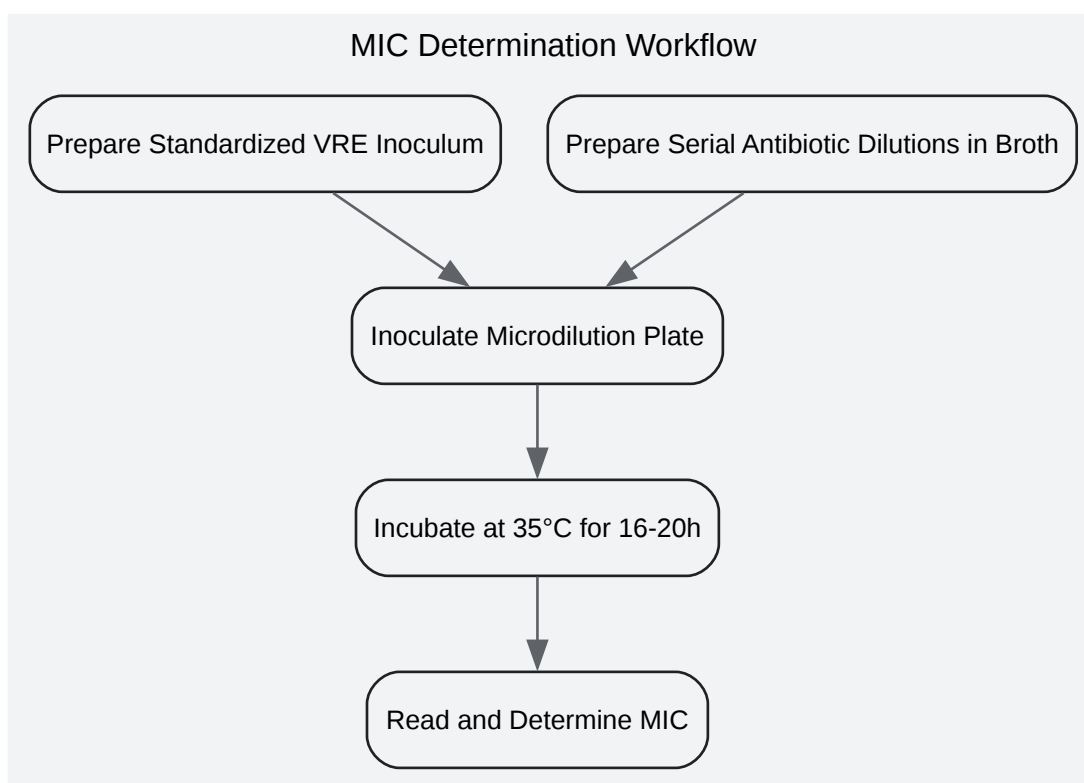 MIC Determination Workflow
Prepare Standardized VRE Inoculum
Prepare Serial Antibiotic Dilutions in Broth
Inoculate Microdilution Plate
Incubate at 35°C for 16-20h
Read and Determine MIC